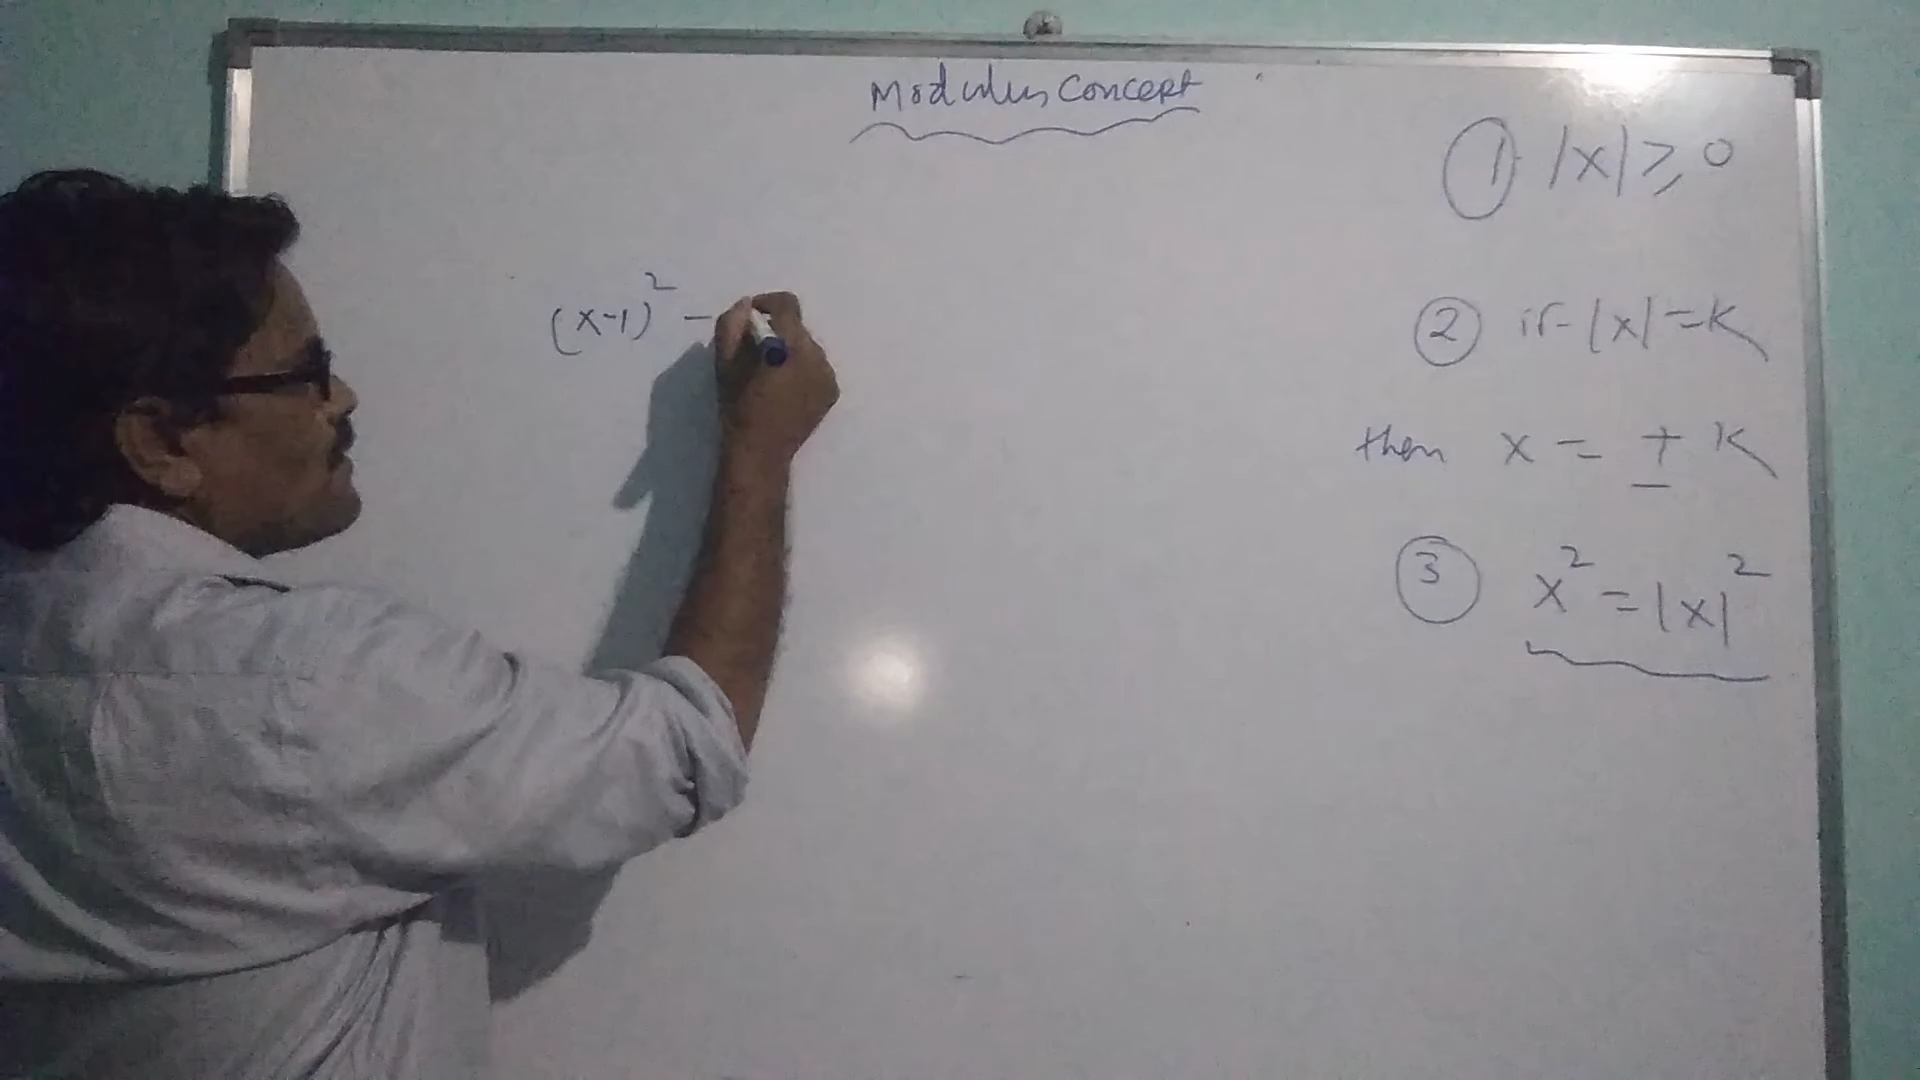 Modulus Concept
① |x| ≥ 0
(x-1)² -
② if |x| = K
then x = ± K
③ x² = |x|²